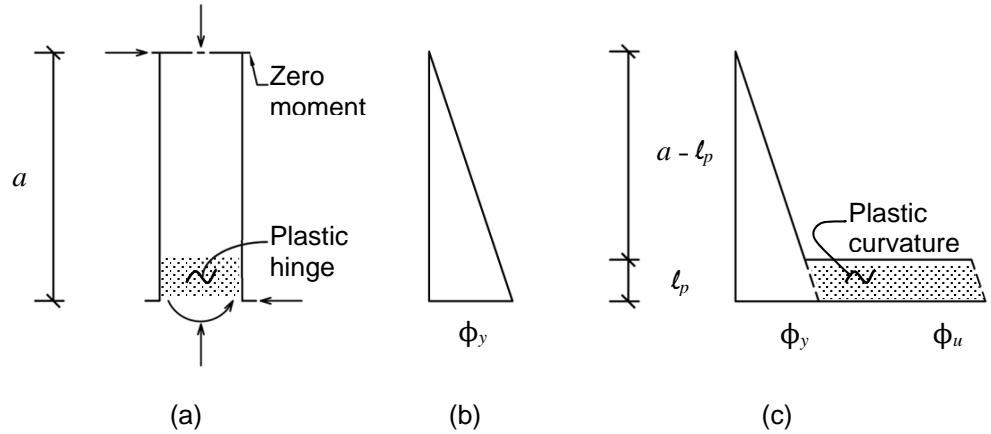 Zero
moment
a
Plastic
hinge
ϕy
a - ℓp
Plastic
curvature
ℓp
ϕy
ϕu
(a)
(b)
(c)